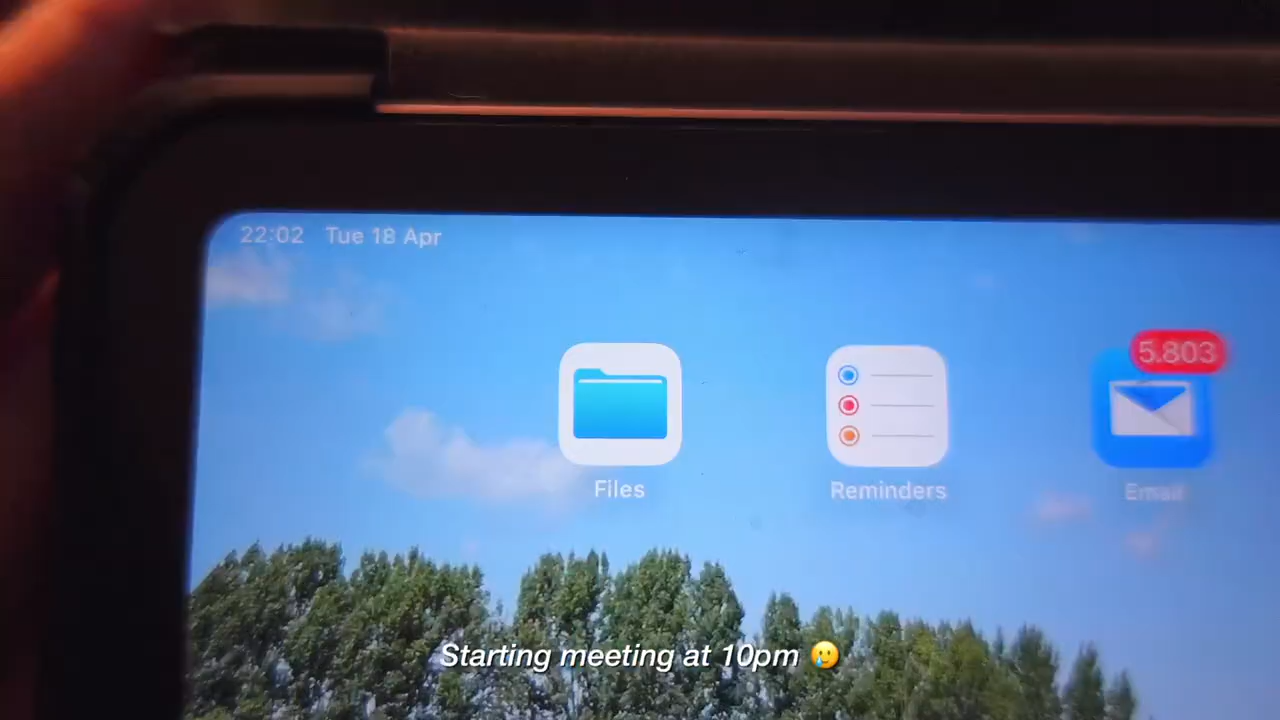 22:02 Tue 18 Apr
5.803
Files Reminders Email
Starting meeting at 10pm 🥲